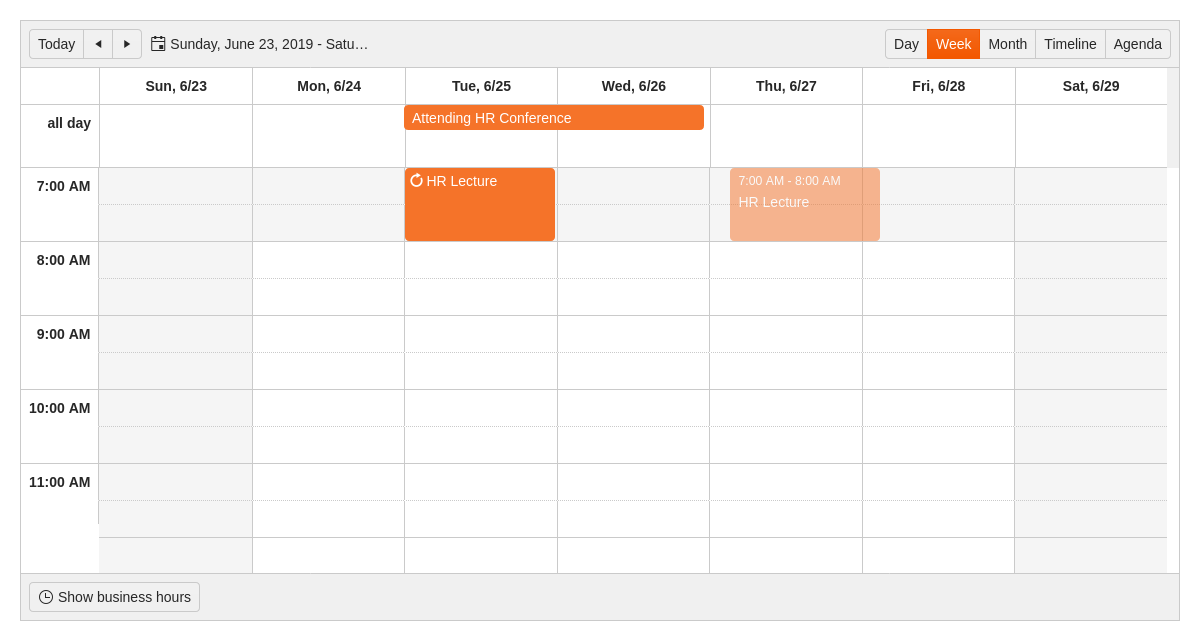 Today Sunday, June 23, 2019 - Satu… Day Week Month Timeline Agenda
Sun, 6/23 Mon, 6/24 Tue, 6/25 Wed, 6/26 Thu, 6/27 Fri, 6/28 Sat, 6/29
all day Attending HR Conference
7:00 AM HR Lecture 7:00 AM - 8:00 AM
HR Lecture
8:00 AM
9:00 AM
10:00 AM
11:00 AM
Show business hours